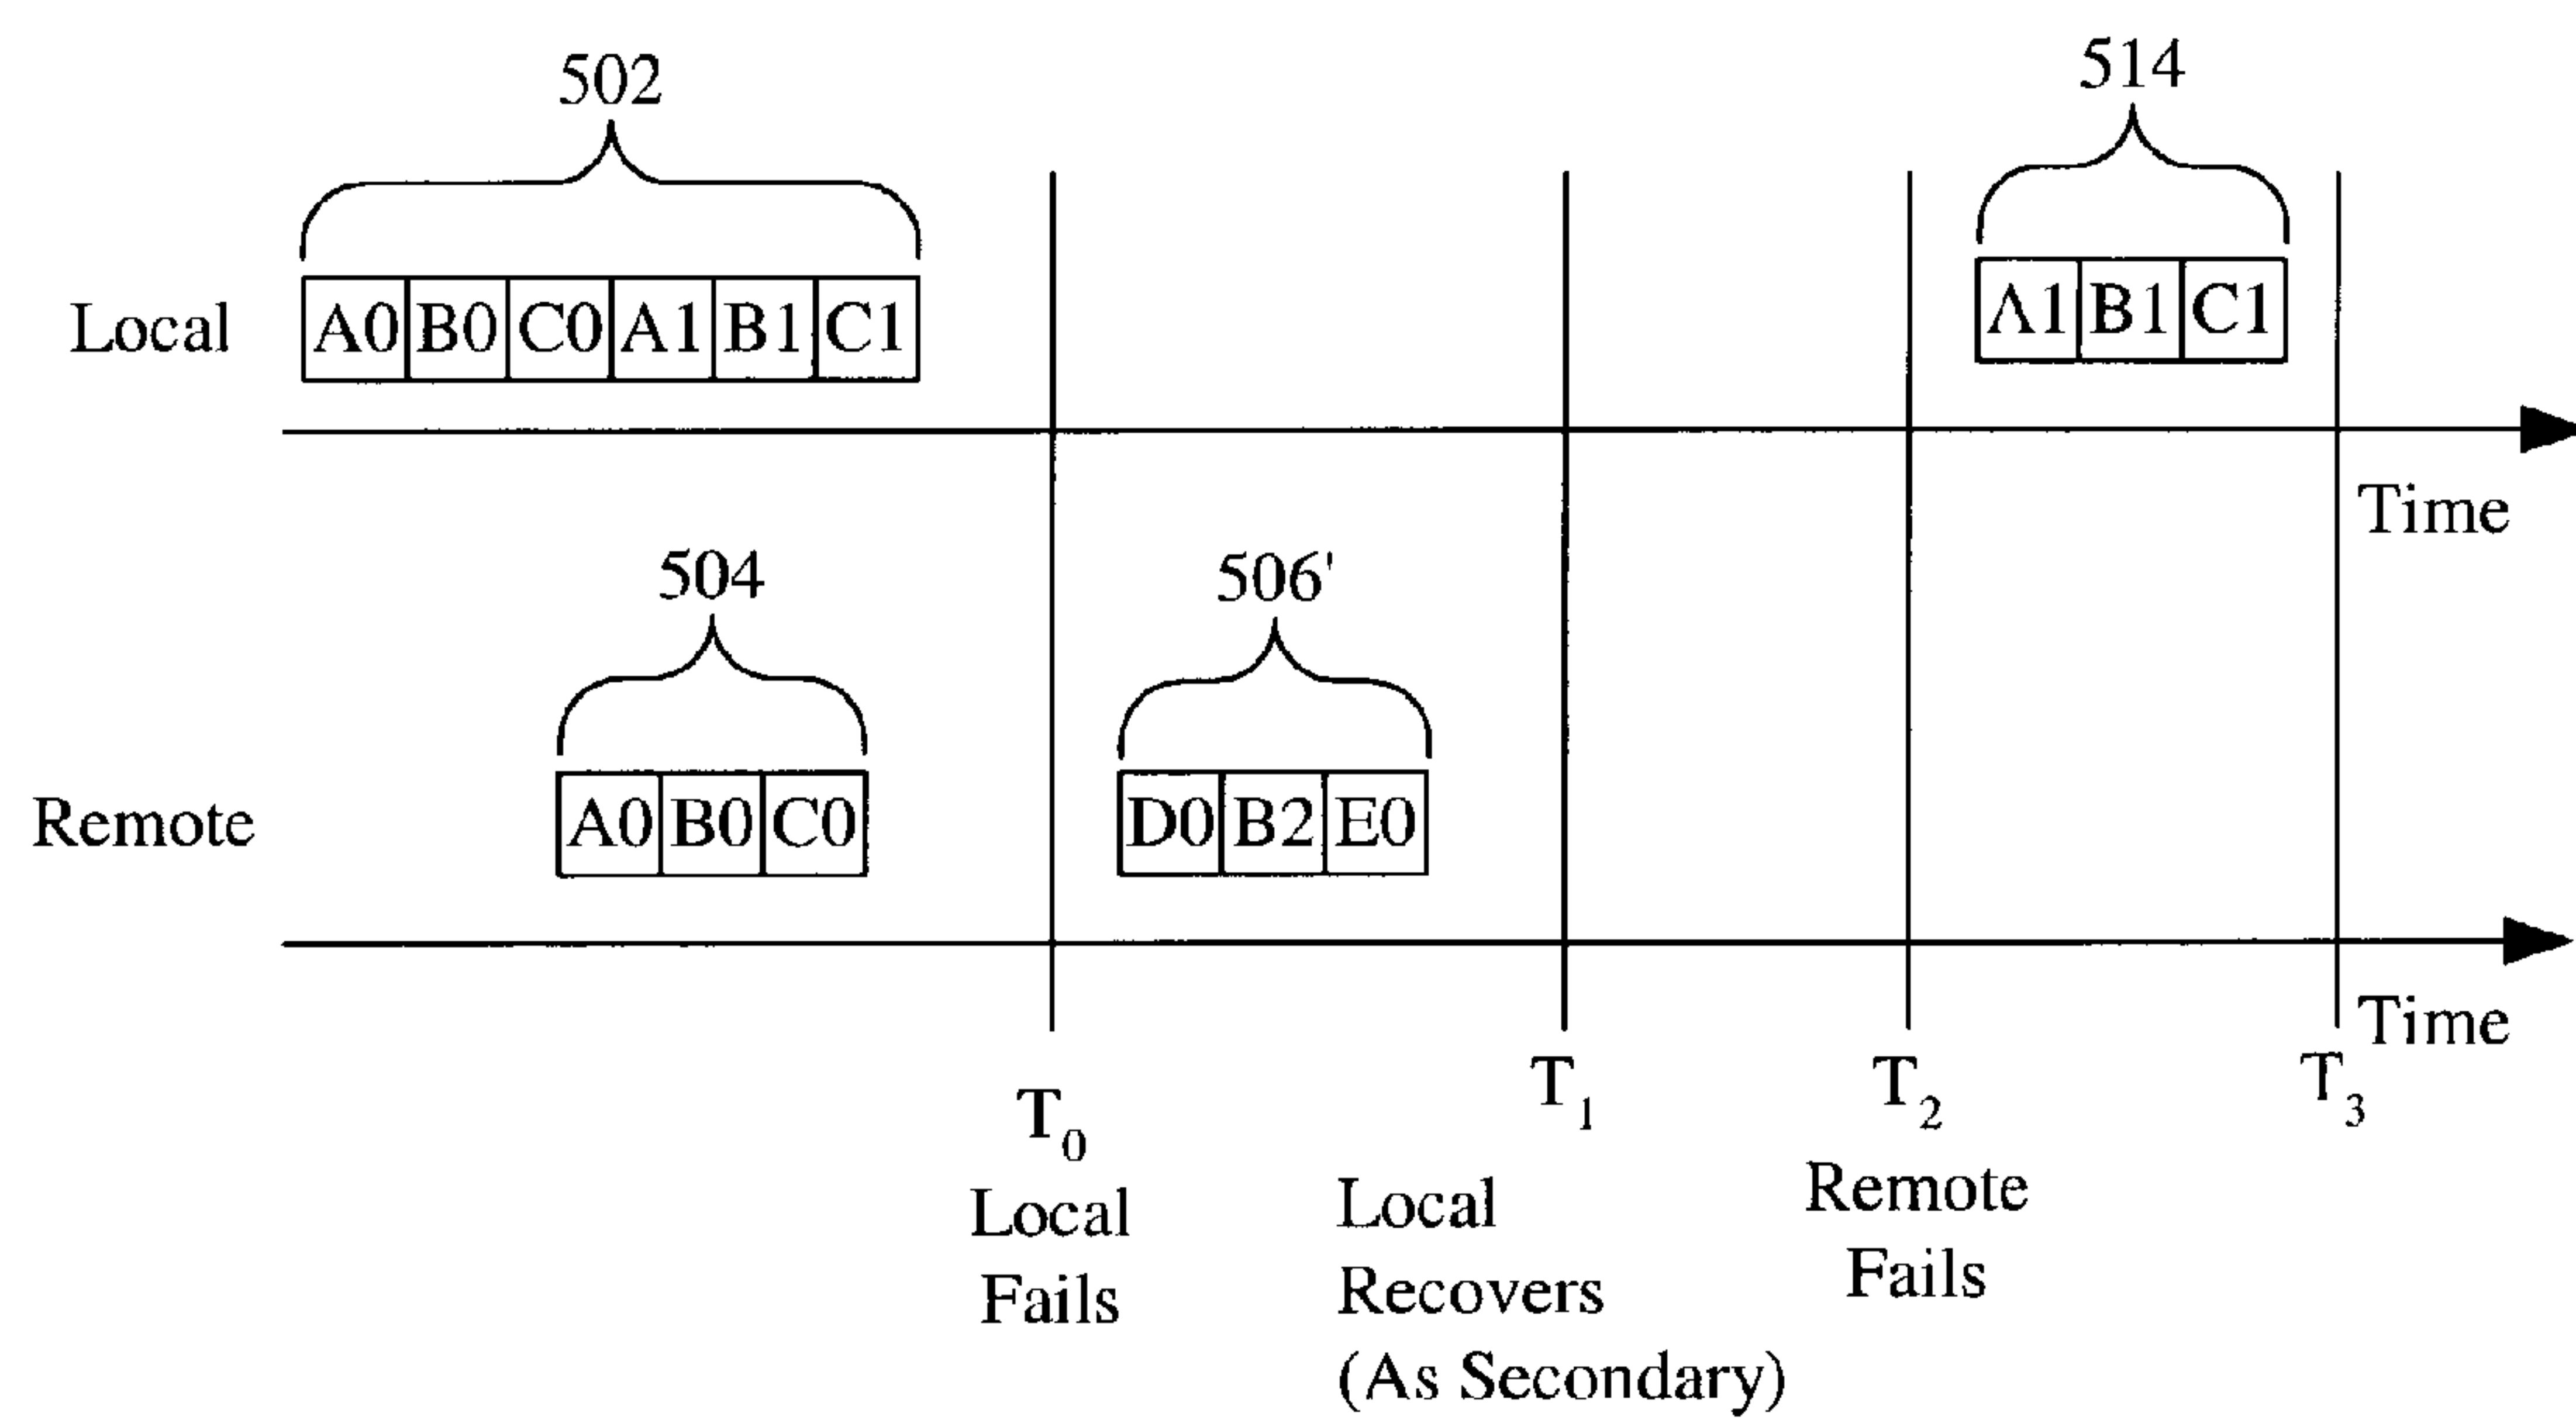 502
514
Local
A0 B0 C0 A1 B1 C1
A1 B1 C1
Time
504
506'
Remote
A0 B0 C0
D0 B2 E0
Time
T0
Local
Fails
T1
Local
Recovers
(As Secondary)
T2
Remote
Fails
T3